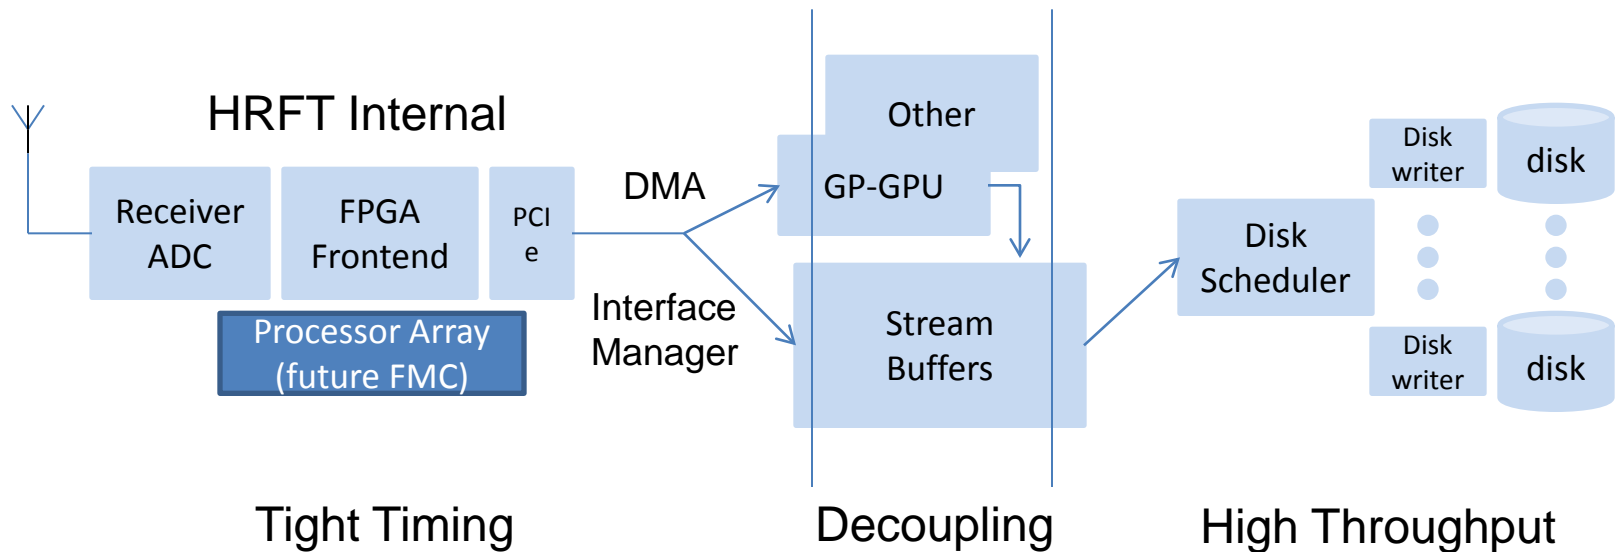 HRFT Internal
Receiver
ADC
FPGA
Frontend
PCI
e
Processor Array
(future FMC)
DMA
Interface
Manager
Other
GP-GPU
Stream
Buffers
Disk
Scheduler
Disk
writer
disk
Disk
writer
disk
Tight Timing
Decoupling
High Throughput